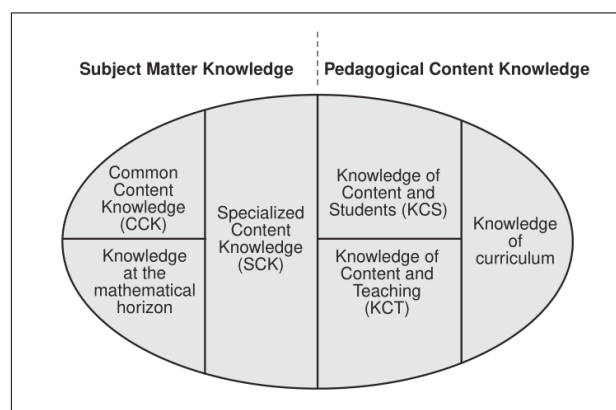 Subject Matter Knowledge
Pedagogical Content Knowledge
Common
Content
Knowledge
(CCK)
Knowledge
at the
mathematical
horizon
Specialized
Content
Knowledge
(SCK)
Knowledge of
Content and
Students (KCS)
Knowledge of
Content and
Teaching
(KCT)
Knowledge
of
curriculum